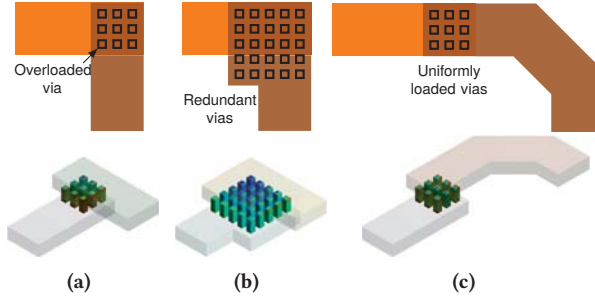 Overloaded
via
Redundant
vias
Uniformly
loaded vias
(a)
(b)
(c)